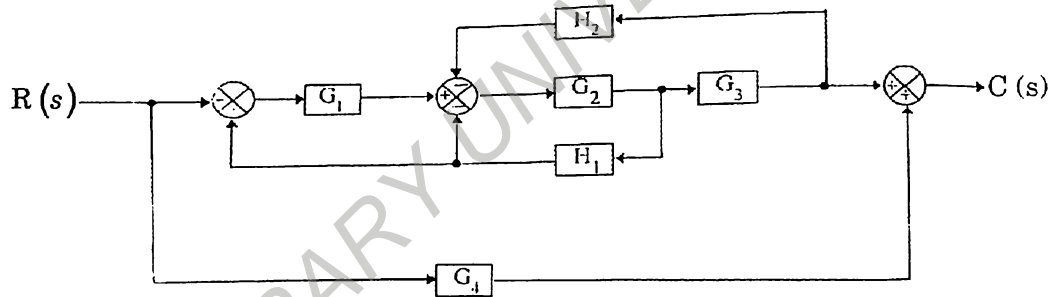 H₂
R (s)
G₁
G₂
G₃
C (s)
H₁
G₄